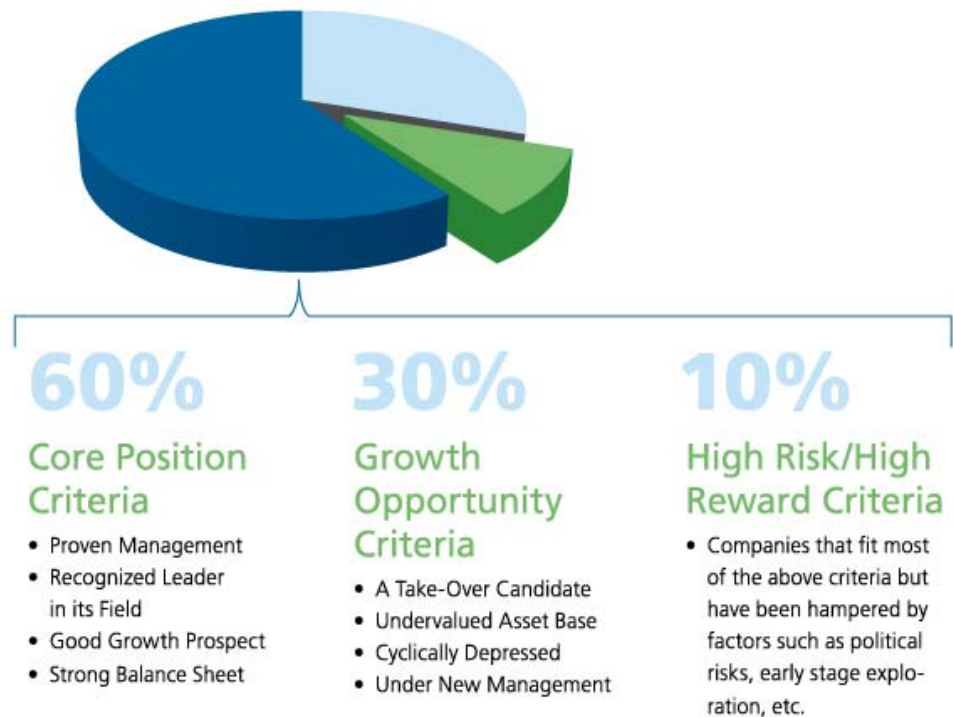 60%
Core Position
Criteria
• Proven Management
• Recognized Leader
in its Field
• Good Growth Prospect
• Strong Balance Sheet
30%
Growth
Opportunity
Criteria
• A Take-Over Candidate
• Undervalued Asset Base
• Cyclically Depressed
• Under New Management
10%
High Risk/High
Reward Criteria
• Companies that fit most
of the above criteria but
have been hampered by
factors such as political
risks, early stage explo-
ration, etc.